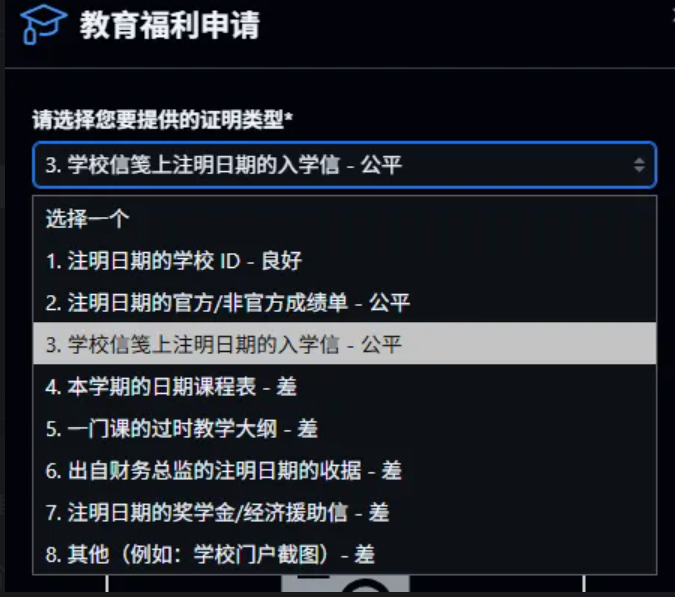 教育福利申请
请选择您要提供的证明类型*
3. 学校信笺上注明日期的入学信 - 公平
选择一个
1. 注明日期的学校 ID - 良好
2. 注明日期的官方/非官方成绩单 - 公平
3. 学校信笺上注明日期的入学信 - 公平
4. 本学期的日期课程表 - 差
5. 一门课的过时教学大纲 - 差
6. 出自财务总监的注明日期的收据 - 差
7. 注明日期的奖学金/经济援助信 - 差
8. 其他（例如：学校门户截图）- 差